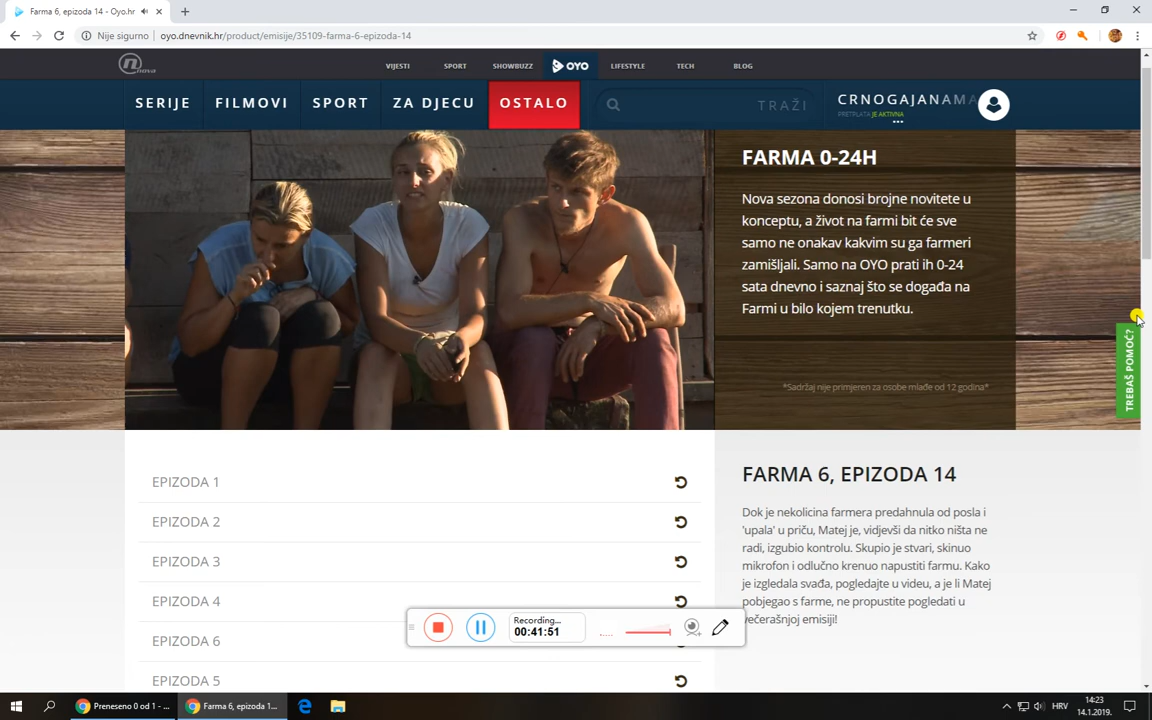 Farma 6, epizoda 14 - Oyo.hr
Nije sigurno
oyo.dnevnik.hr/product/emisije/35109-farma-6-epizoda-14
nova
VIJESTI
SPORT
SHOWBUZZ
OYO
LIFESTYLE
TECH
BLOG
SERIJE
FILMOVI
SPORT
ZA DJECU
OSTALO
TRAŽI
CRNOGAJANAMA
PRETPLATA JE AKTIVNA
FARMA 0-24H
Nova sezona donosi brojne novitete u
konceptu, a život na farmi bit će sve
samo ne onakav kakvim su ga farmeri
zamišljali. Samo na OYO prati ih 0-24
sata dnevno i saznaj što se događa na
Farmi u bilo kojem trenutku.
*Sadržaj nije primjeren za osobe mlađe od 12 godina*
TREBAŠ POMOĆ?
EPIZODA 1
EPIZODA 2
EPIZODA 3
EPIZODA 4
EPIZODA 6
EPIZODA 5
FARMA 6, EPIZODA 14
Dok je nekolicina farmera predahnula od posla i
'upala' u priču, Matej je, vidjevši da nitko ništa ne
radi, izgubio kontrolu. Skupio je stvari, skinuo
mikrofon i odlučno krenuo napustiti farmu. Kako
je izgledala svađa, pogledajte u videu, a je li Matej
pobjegao s farme, ne propustite pogledati u
večerašnjoj emisiji!
Recording...
00:41:51
Preneseno 0 od 1 - ...
Farma 6, epizoda 1...
HRV
14:23
14.1.2019.